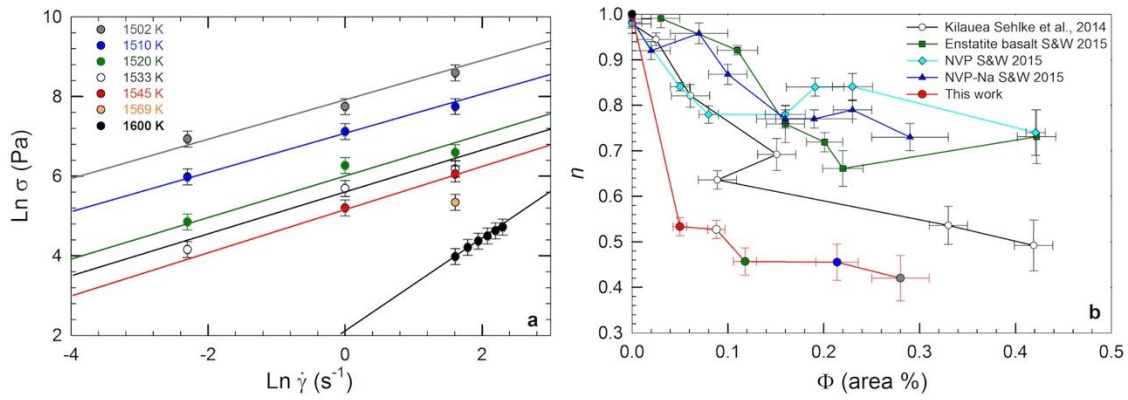 10
8
6
4
2
-4
-2
0
2
Ln σ (Pa)
Ln γ̇ (s⁻¹)
1502 K
1510 K
1520 K
1533 K
1545 K
1569 K
1600 K
a
1.0
0.9
0.8
0.7
0.6
0.5
0.4
0.3
0.0
0.1
0.2
0.3
0.4
0.5
n
Φ (area %)
Kilauea Sehlke et al., 2014
Enstatite basalt S&W 2015
NVP S&W 2015
NVP-Na S&W 2015
This work
b